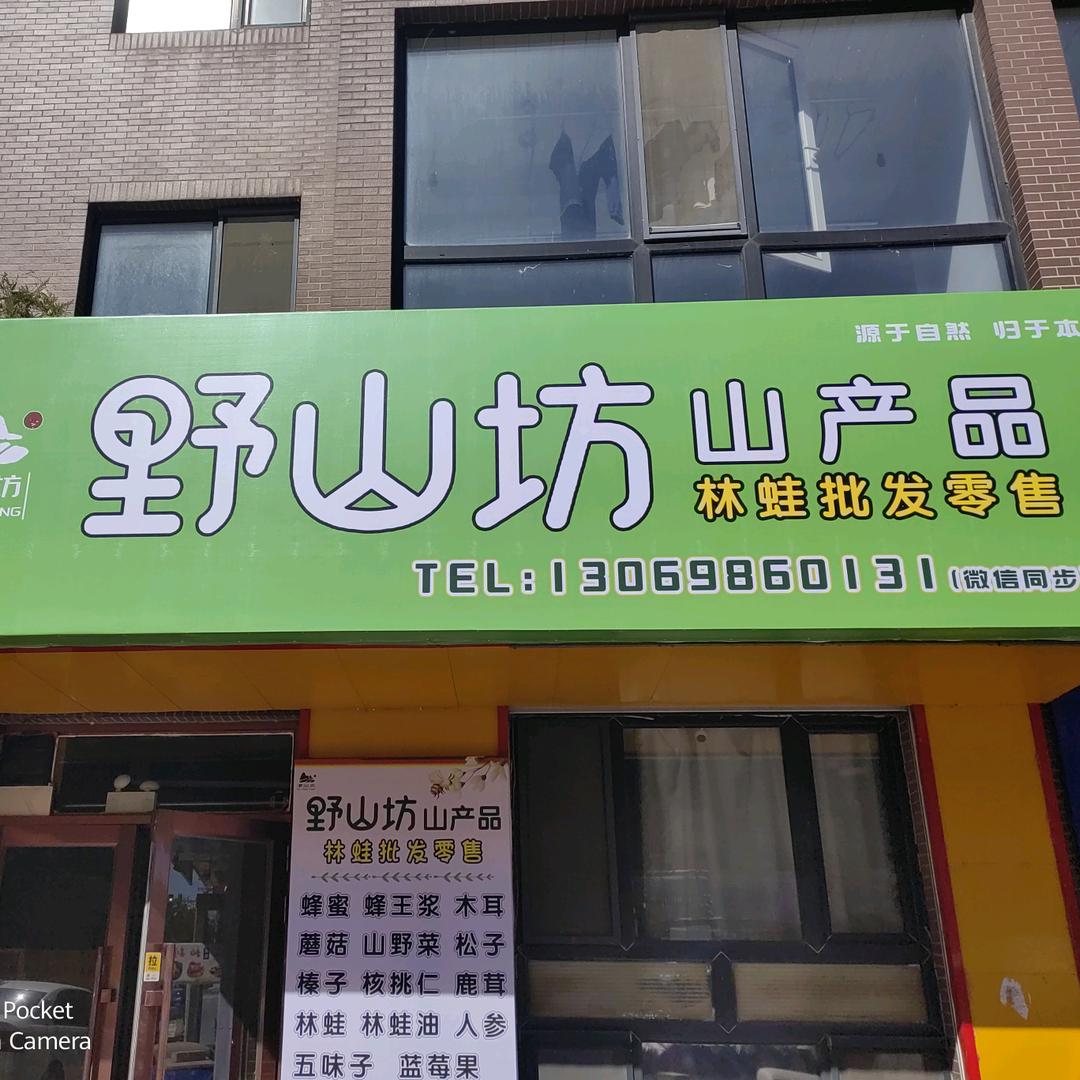 源于自然 归于本
野山坊 山产品
林蛙批发零售
坊
NG
TEL:13069860131(微信同步
野山坊山产品
林蛙批发零售
蜂蜜 蜂王浆 木耳
蘑菇 山野菜 松子
榛子 核挑仁 鹿茸
林蛙 林蛙油 人参
五味子 蓝莓果
拉
Pocket
Camera